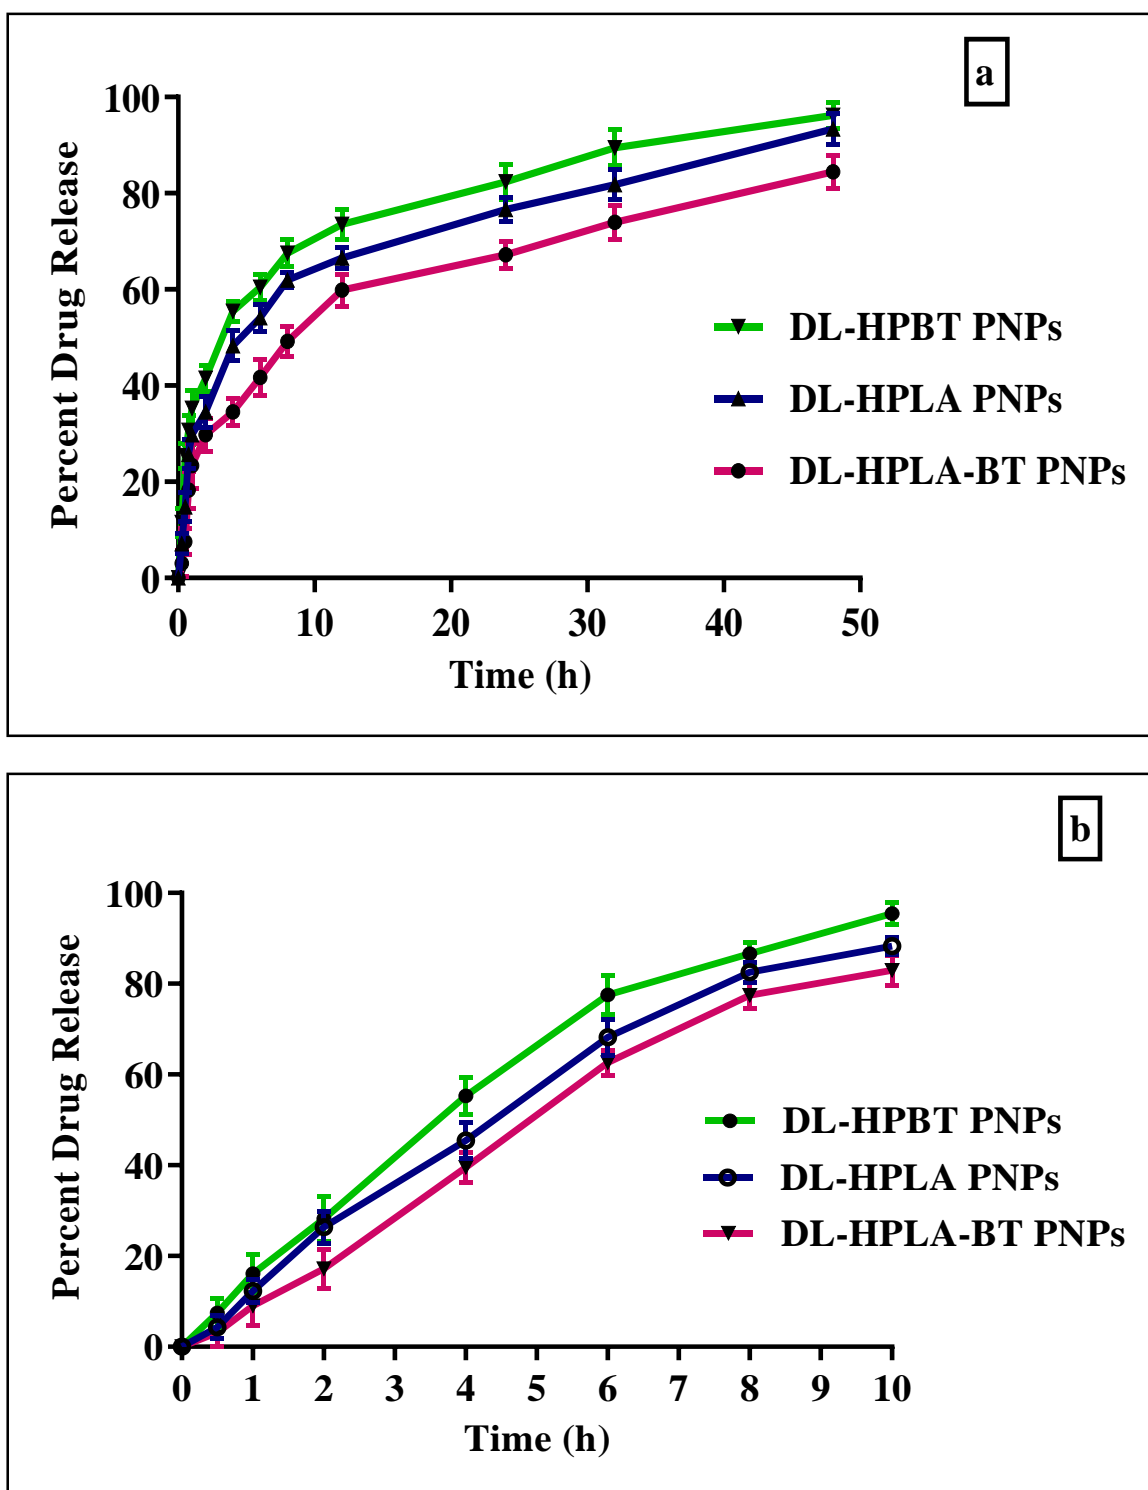 a
100
80
60
40
20
0
Percent Drug Release
DL-HPBT PNPs
DL-HPLA PNPs
DL-HPLA-BT PNPs
0 10 20 30 40 50
Time (h)
b
100
80
60
40
20
0
Percent Drug Release
DL-HPBT PNPs
DL-HPLA PNPs
DL-HPLA-BT PNPs
0 1 2 3 4 5 6 7 8 9 10
Time (h)